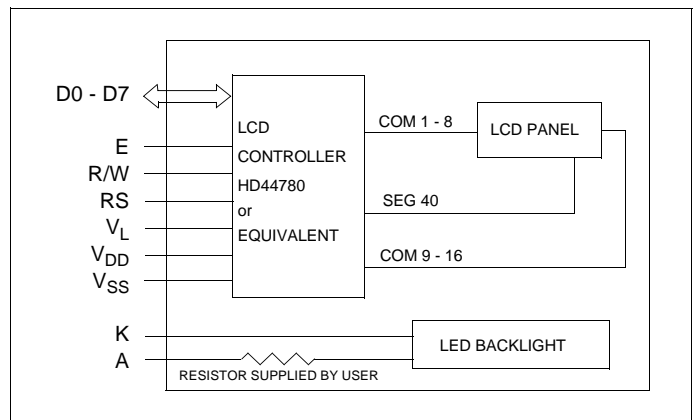 D0 - D7
E
R/W
RS
VL
VDD
VSS
K
A
LCD
CONTROLLER
HD44780
or
EQUIVALENT
COM 1 - 8
LCD PANEL
SEG 40
COM 9 - 16
LED BACKLIGHT
RESISTOR SUPPLIED BY USER